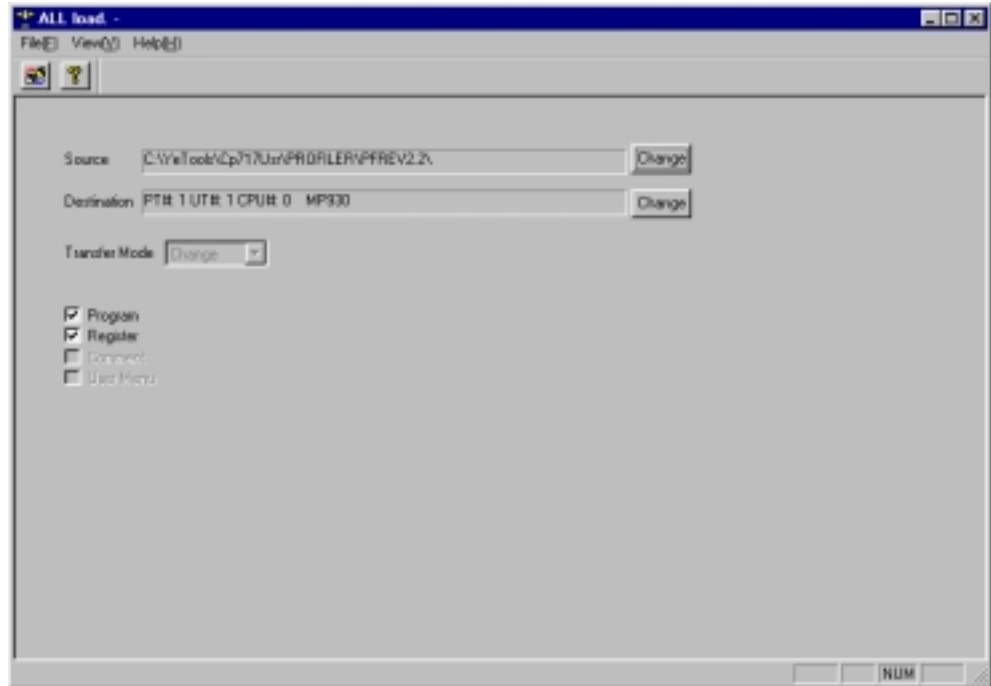 ALL load. -
File(F) View(V) Help(H)
Source C:\YeTools\Cp717Usr\PROFILER\PFREV2.2\ Change
Destination PT#: 1 UT#: 1 CPU#: 0 MP930 Change
Transfer Mode Change
Program
Register
Comment
User Menu
NUM